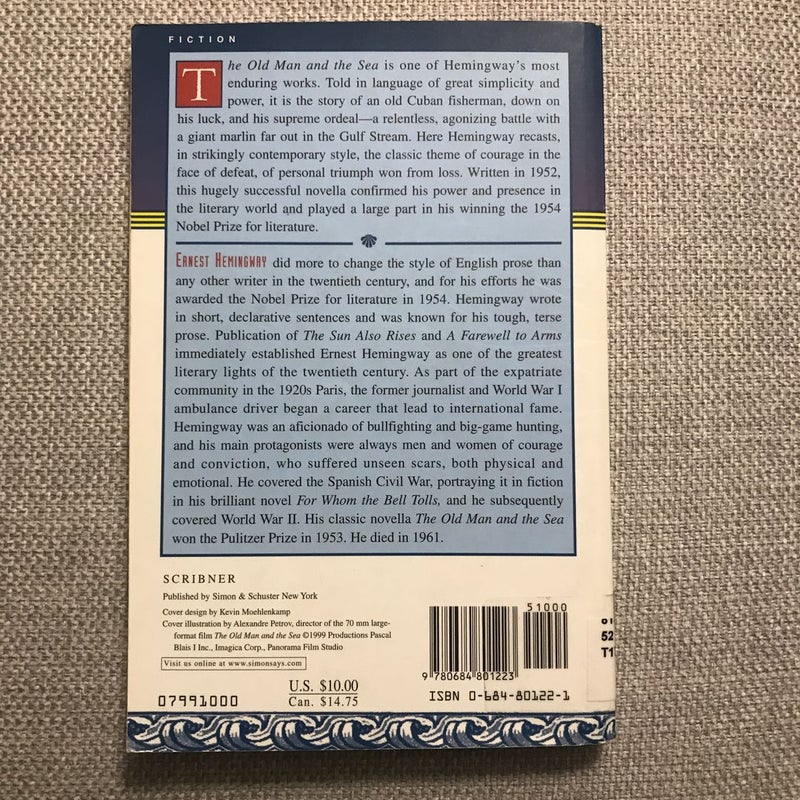 FICTION
The Old Man and the Sea is one of Hemingway's most
enduring works. Told in language of great simplicity and
power, it is the story of an old Cuban fisherman, down on
his luck, and his supreme ordeal—a relentless, agonizing battle with
a giant marlin far out in the Gulf Stream. Here Hemingway recasts,
in strikingly contemporary style, the classic theme of courage in the
face of defeat, of personal triumph won from loss. Written in 1952,
this hugely successful novella confirmed his power and presence in
the literary world and played a large part in his winning the 1954
Nobel Prize for literature.
ERNEST HEMINGWAY did more to change the style of English prose than
any other writer in the twentieth century, and for his efforts he was
awarded the Nobel Prize for literature in 1954. Hemingway wrote
in short, declarative sentences and was known for his tough, terse
prose. Publication of The Sun Also Rises and A Farewell to Arms
immediately established Ernest Hemingway as one of the greatest
literary lights of the twentieth century. As part of the expatriate
community in the 1920s Paris, the former journalist and World War I
ambulance driver began a career that lead to international fame.
Hemingway was an aficionado of bullfighting and big-game hunting,
and his main protagonists were always men and women of courage
and conviction, who suffered unseen scars, both physical and
emotional. He covered the Spanish Civil War, portraying it in fiction
in his brilliant novel For Whom the Bell Tolls, and he subsequently
covered World War II. His classic novella The Old Man and the Sea
won the Pulitzer Prize in 1953. He died in 1961.
SCRIBNER
Published by Simon & Schuster New York
Cover design by Kevin Moehlenkamp
Cover illustration by Alexandre Petrov, director of the 70 mm large-
format film The Old Man and the Sea ©1999 Productions Pascal
Blais I Inc., Imagica Corp., Panorama Film Studio
Visit us online at www.simonsays.com
07991000
U.S. $10.00
Can. $14.75
51000
9 780684 801223
ISBN 0-684-80122-1
52
T1